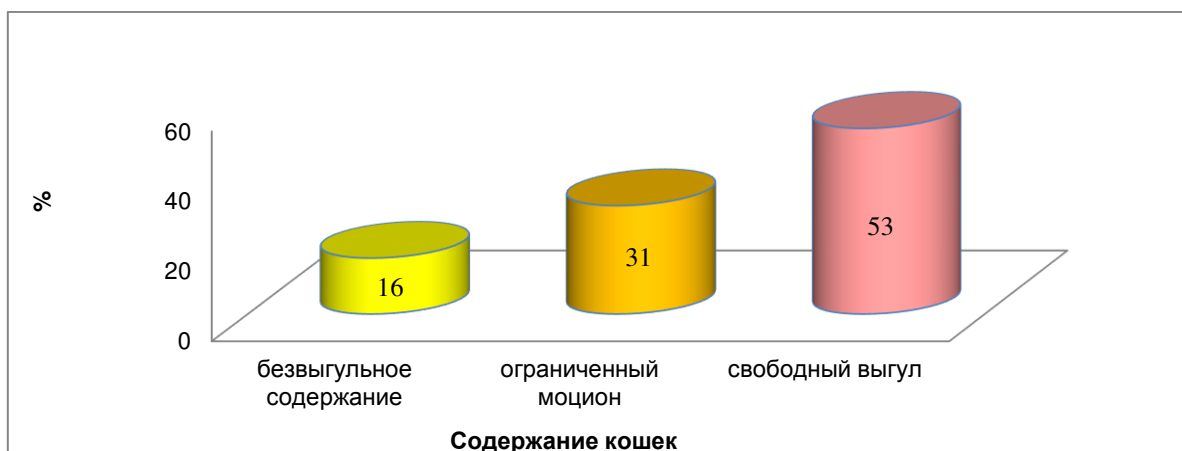 %
60
40
20
0
16
31
53
безвыгульное
содержание
ограниченный
моцион
свободный выгул
Содержание кошек